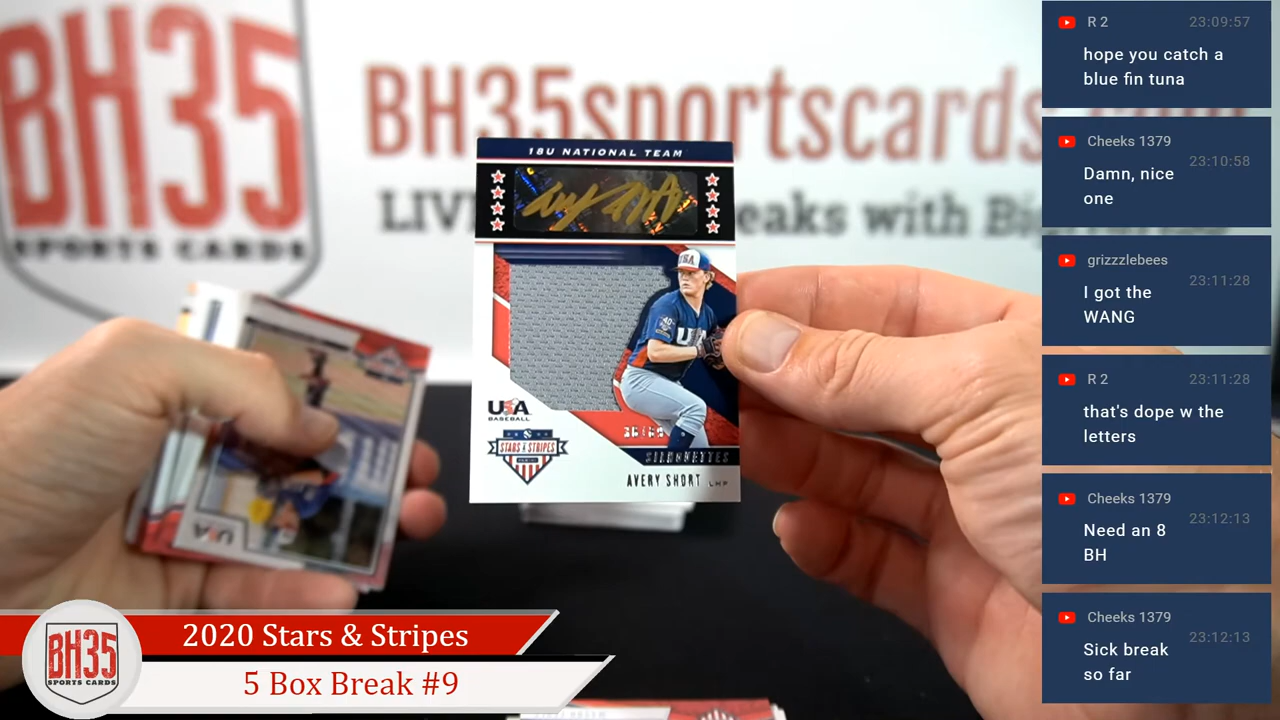 BH35
SPORTS CARDS
BH35sportscards
LIV
eaks with Big
18U NATIONAL TEAM
USA
U
USA
BASEBALL
STARS & STRIPES
SILHOUETTES
AVERY SHORT LHP
USA
2020 Stars & Stripes
5 Box Break #9
BH35
SPORTS CARDS
R 2
23:09:57
hope you catch a
blue fin tuna
Cheeks 1379
23:10:58
Damn, nice
one
grizzzlebees
23:11:28
I got the
WANG
R 2
23:11:28
that's dope w the
letters
Cheeks 1379
23:12:13
Need an 8
BH
Cheeks 1379
23:12:13
Sick break
so far